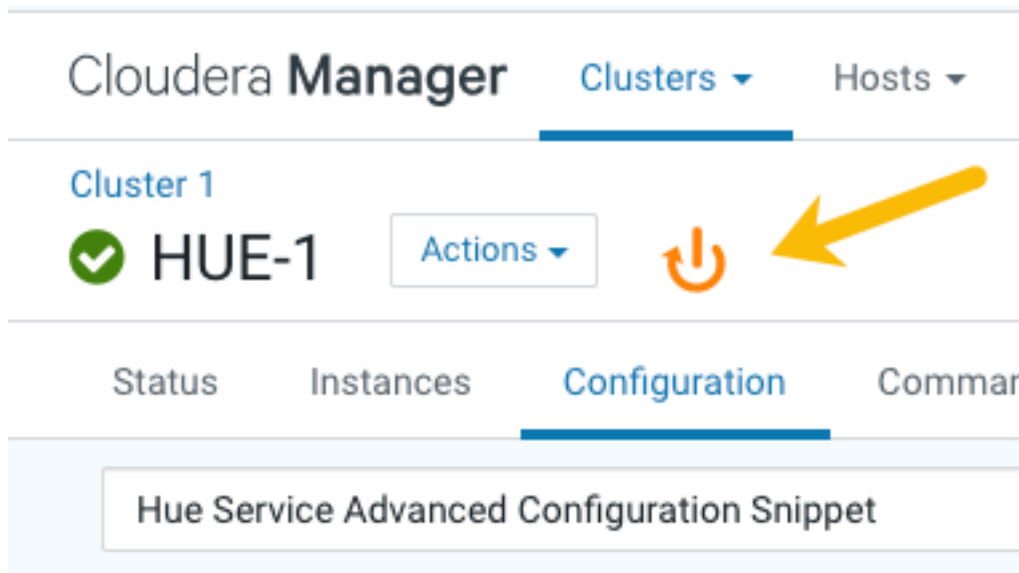 Cloudera Manager Clusters Hosts
Cluster 1
HUE-1 Actions
Status Instances Configuration
Hue Service Advanced Configuration Snippet